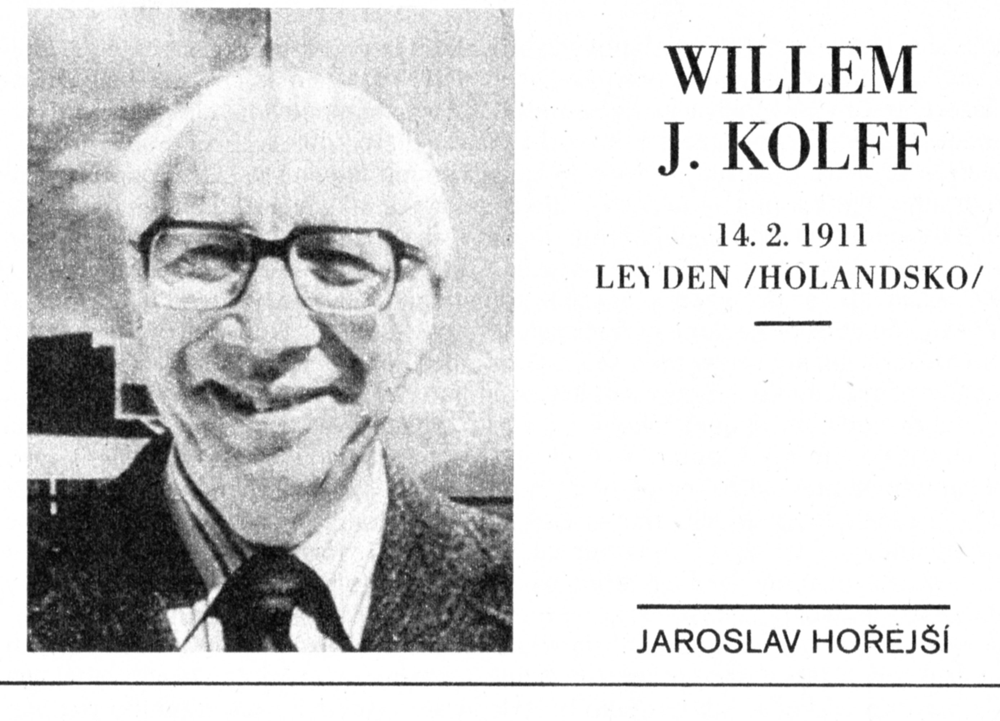 WILLEM
J. KOLFF
14. 2. 1911
LEYDEN /HOLANDSKO/
JAROSLAV HOŘEJŠÍ